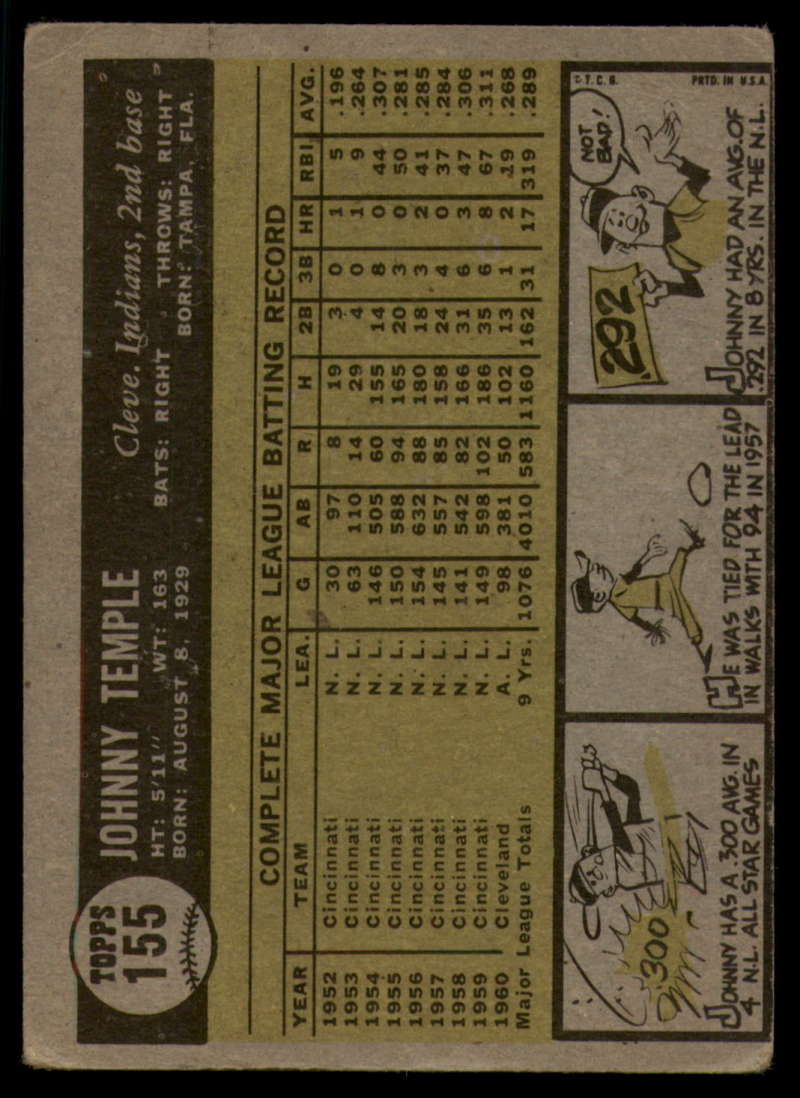 TOPPS
155
JOHNNY TEMPLE
Cleve. Indians, 2nd base
HT: 5'11" WT: 163 BATS: RIGHT THROWS: RIGHT
BORN: AUGUST 8, 1929 BORN: TAMPA, FLA.
COMPLETE MAJOR LEAGUE BATTING RECORD
YEAR TEAM LEA. G AB R H 2B 3B HR RBI AVG.
1952 Cincinnati N. L. 30 97 8 19 3 0 1 5 .196
1953 Cincinnati N. L. 63 110 14 29 4 0 1 9 .264
1954 Cincinnati N. L. 146 505 60 155 14 8 0 44 .307
1955 Cincinnati N. L. 150 588 94 165 20 3 0 50 .281
1956 Cincinnati N. L. 154 632 88 180 18 3 2 41 .285
1957 Cincinnati N. L. 145 557 85 158 24 4 0 37 .284
1958 Cincinnati N. L. 141 542 82 166 31 6 3 47 .306
1959 Cincinnati N. L. 149 598 102 186 35 6 8 67 .311
1960 Cleveland A. L. 98 381 50 102 13 1 2 19 .268
Major League Totals 9 Yrs. 1076 4010 583 1160 162 31 17 319 .289
.300
JOHNNY HAS A .300 AVG. IN
4 N.L. ALL STAR GAMES
HE WAS TIED FOR THE LEAD
IN WALKS WITH 94 IN 1957
T. C. G. PRTD. IN U.S.A.
NOT
BAD!
292
JOHNNY HAD AN AVG. OF
.292 IN 8 YRS. IN THE N.L.